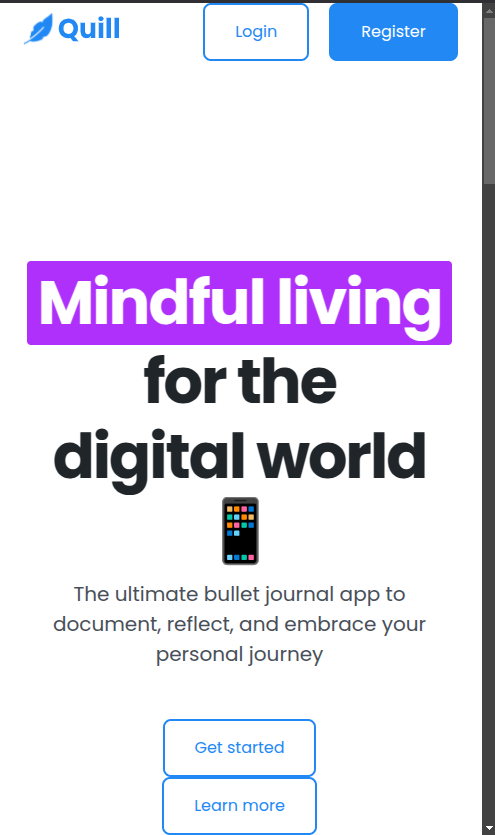 Quill
Login
Register
Mindful living
for the
digital world
The ultimate bullet journal app to
document, reflect, and embrace your
personal journey
Get started
Learn more